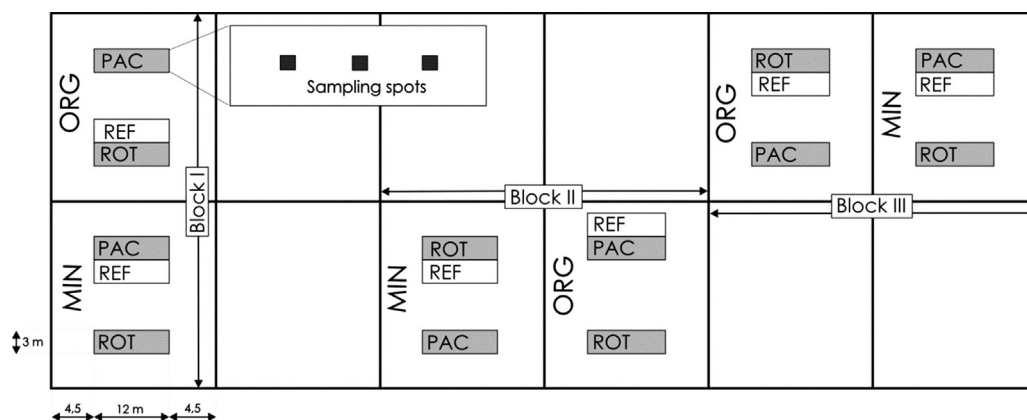 ORG
PAC
REF
ROT
Sampling spots
Block I
MIN
PAC
REF
ROT
Block II
MIN
ROT
REF
PAC
ORG
REF
PAC
ROT
ORG
ROT
REF
PAC
MIN
PAC
REF
ROT
Block III
3 m
4,5
12 m
4,5